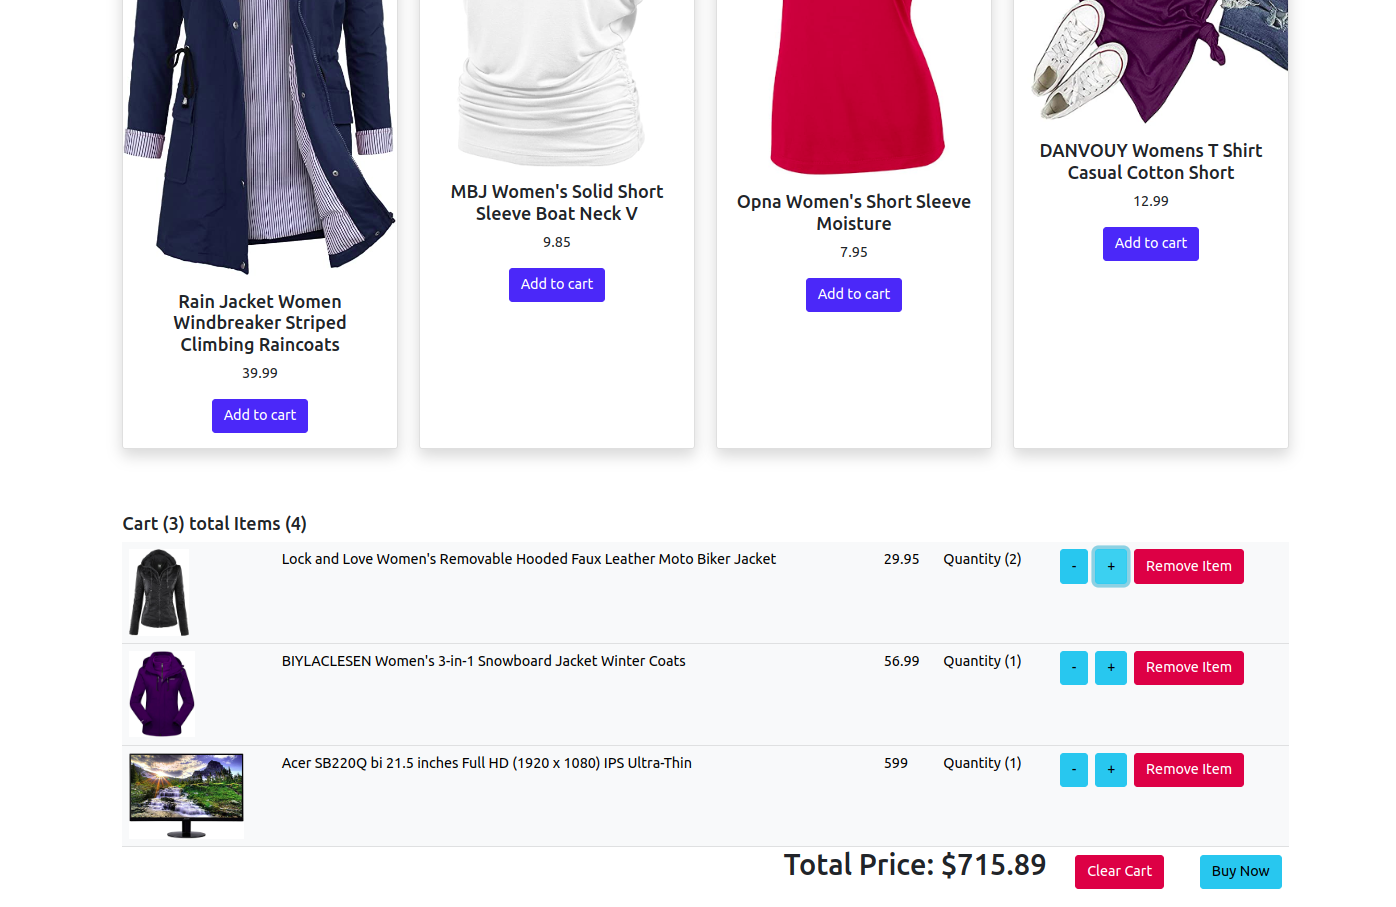 Rain Jacket Women
Windbreaker Striped
Climbing Raincoats
39.99
Add to cart
MBJ Women's Solid Short
Sleeve Boat Neck V
9.85
Add to cart
Opna Women's Short Sleeve
Moisture
7.95
Add to cart
DANVOUY Womens T Shirt
Casual Cotton Short
12.99
Add to cart
Cart (3) total Items (4)
Lock and Love Women's Removable Hooded Faux Leather Moto Biker Jacket 29.95 Quantity (2) - + Remove Item
BIYLACLESEN Women's 3-in-1 Snowboard Jacket Winter Coats 56.99 Quantity (1) - + Remove Item
Acer SB220Q bi 21.5 inches Full HD (1920 x 1080) IPS Ultra-Thin 599 Quantity (1) - + Remove Item
Total Price: $715.89 Clear Cart Buy Now